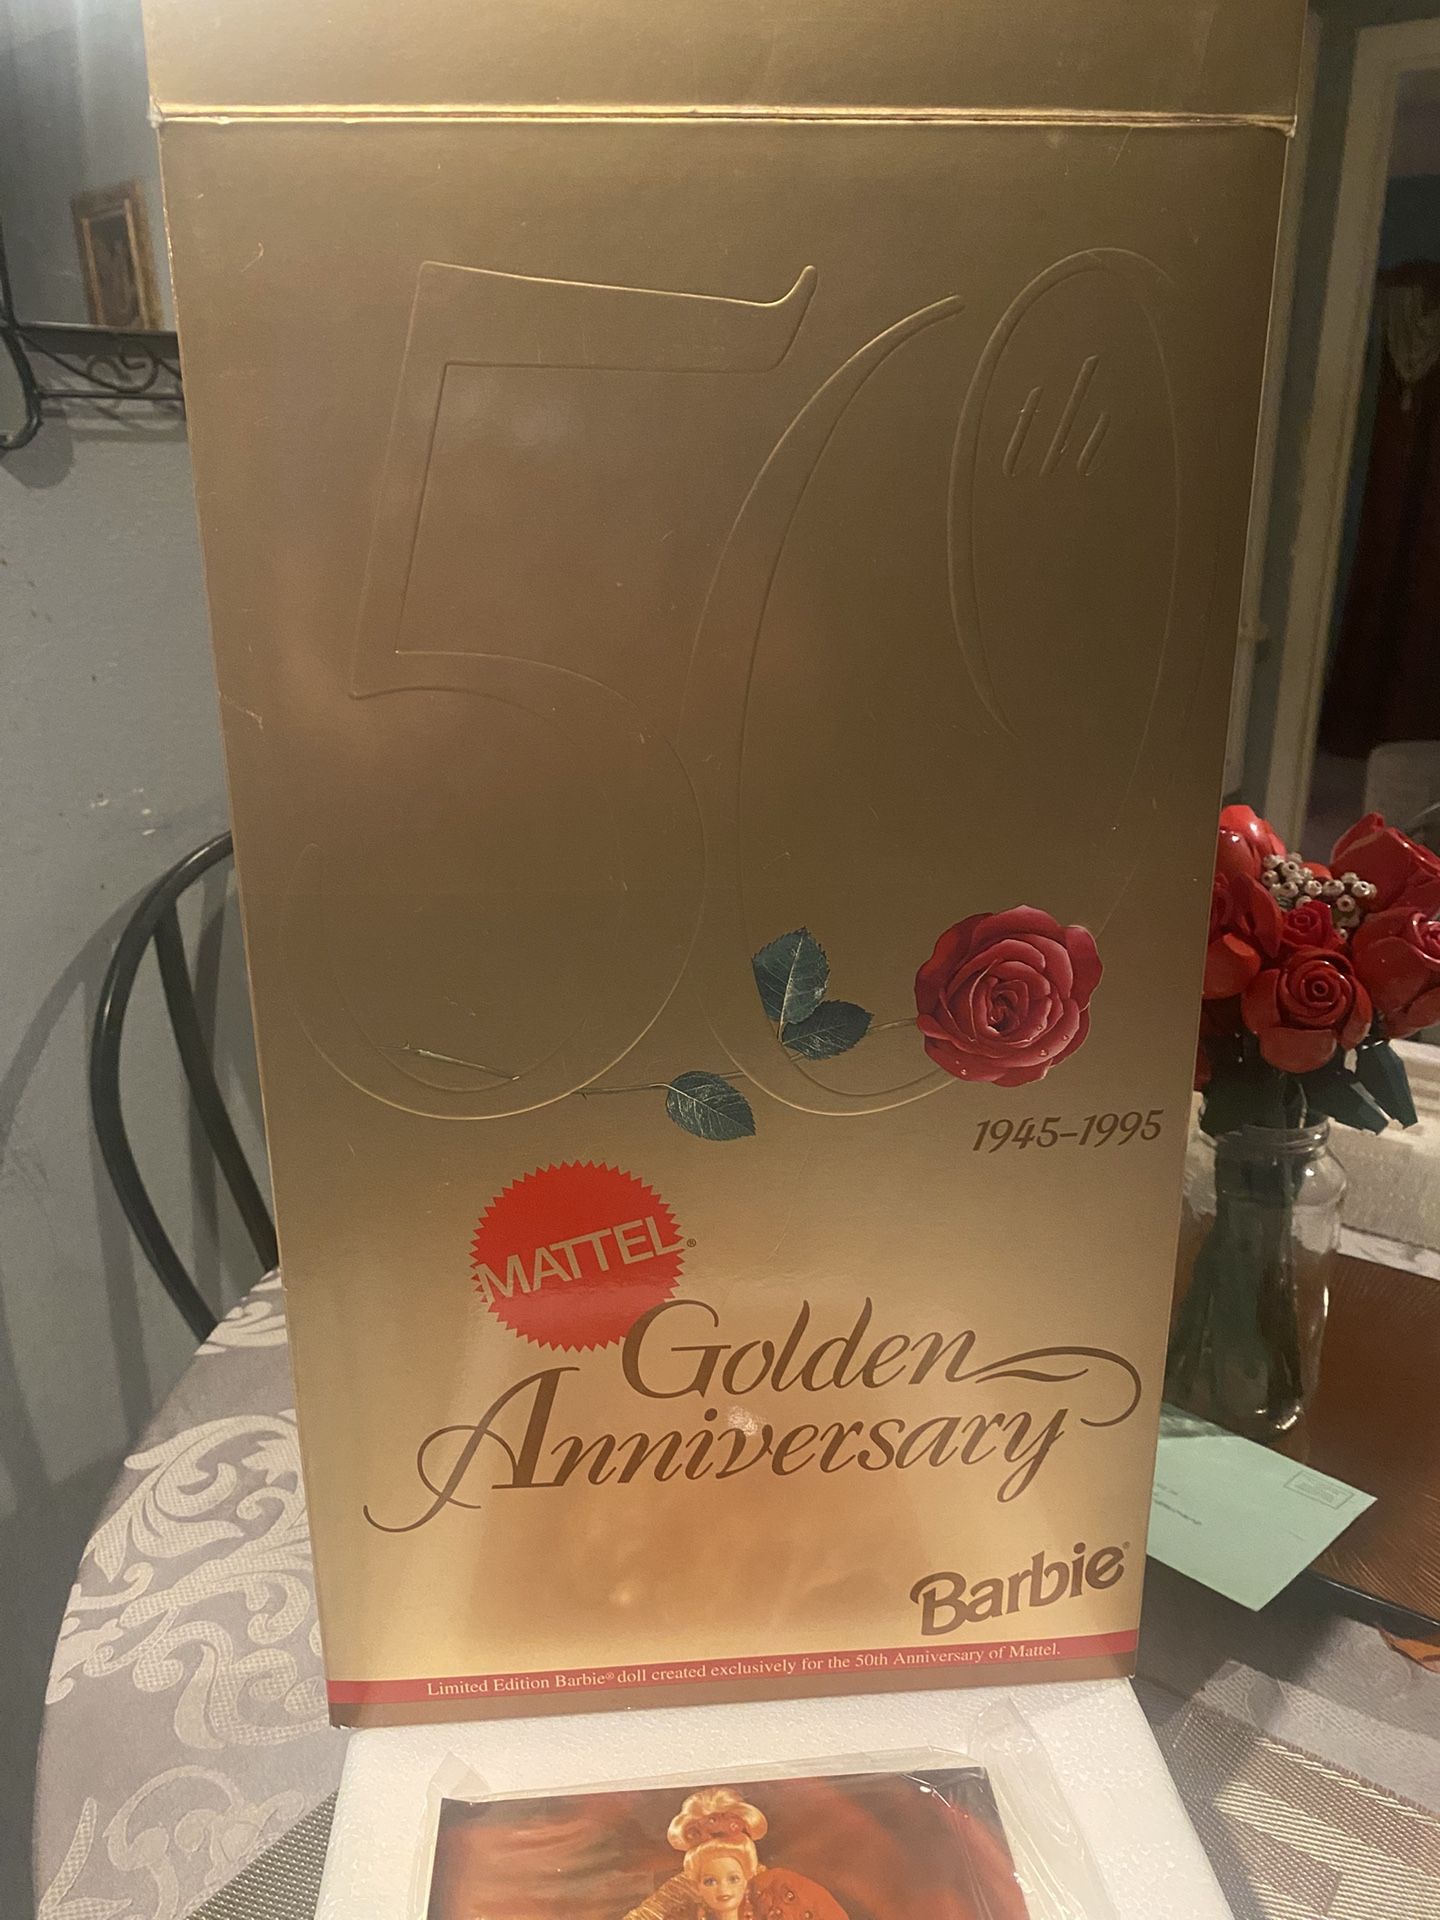 50th
1945–1995
MATTEL®
Golden
Anniversary
Barbie®
Limited Edition Barbie® doll created exclusively for the 50th Anniversary of Mattel.